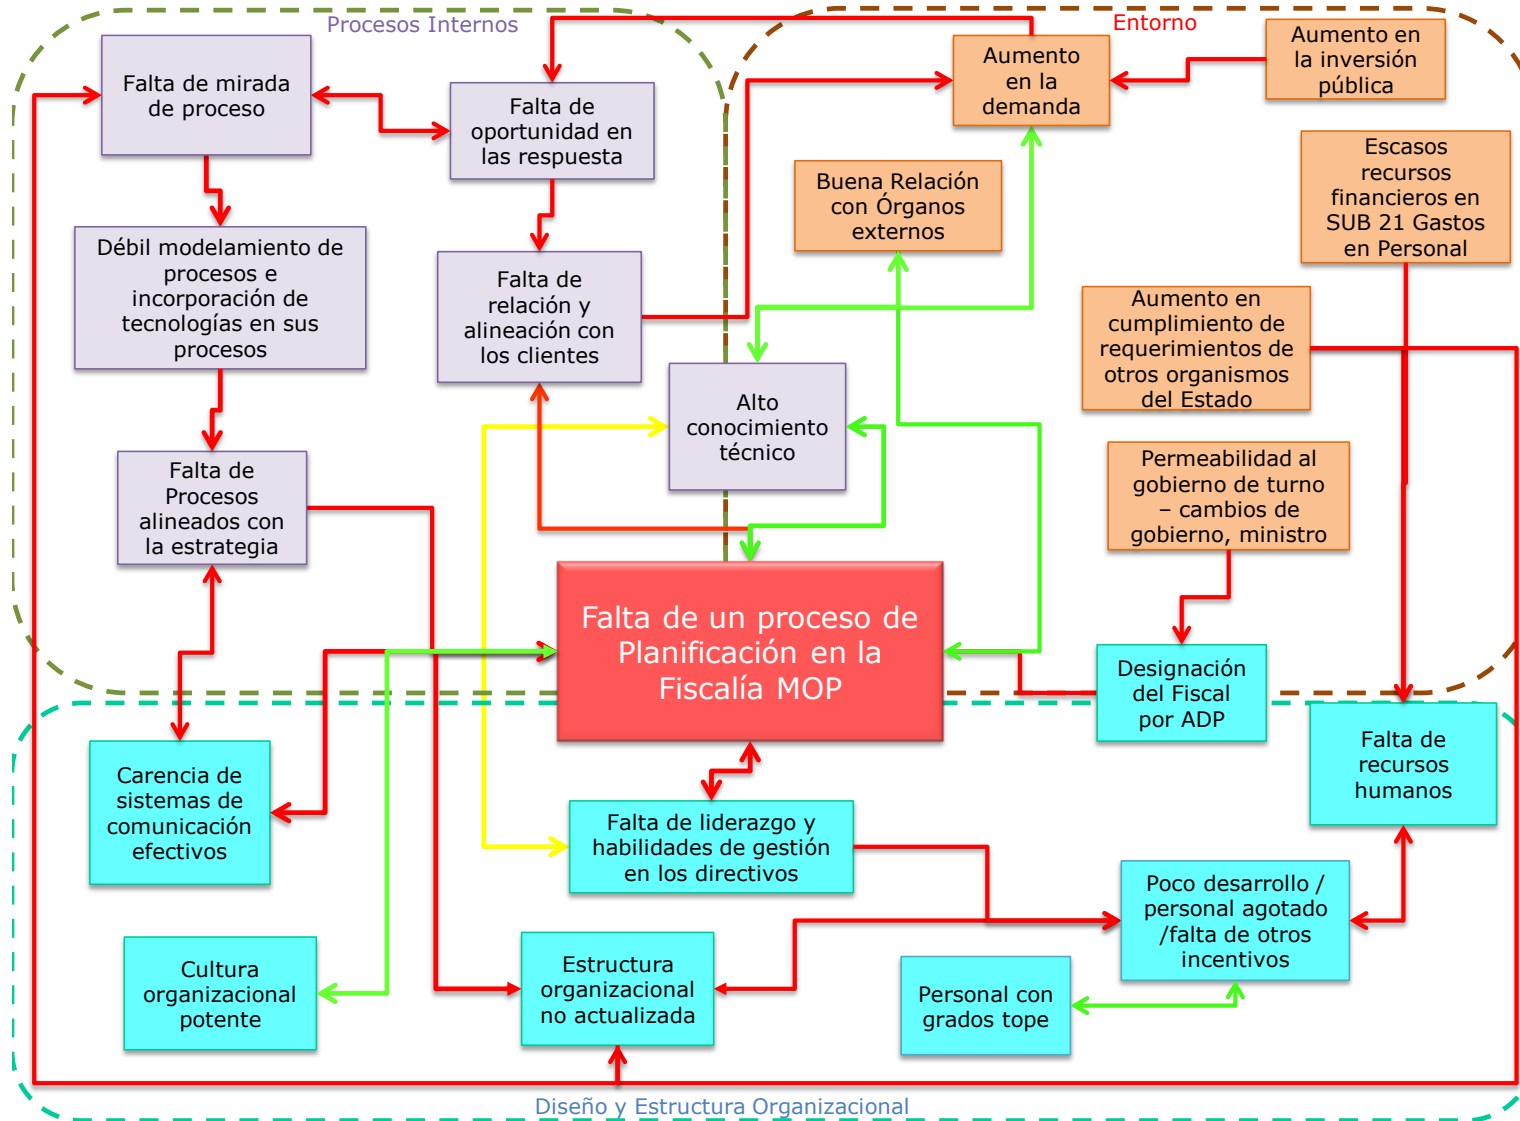 Procesos Internos
Entorno
Falta de mirada
de proceso
Falta de
oportunidad en
las respuesta
Aumento
en la
demanda
Aumento en
la inversión
pública
Buena Relación
con Órganos
externos
Escasos
recursos
financieros en
SUB 21 Gastos
en Personal
Débil modelamiento de
procesos e
incorporación de
tecnologías en sus
procesos
Falta de
relación y
alineación con
los clientes
Aumento en
cumplimiento de
requerimientos de
otros organismos
del Estado
Alto
conocimiento
técnico
Falta de
Procesos
alineados con
la estrategia
Permeabilidad al
gobierno de turno
– cambios de
gobierno, ministro
Falta de un proceso de
Planificación en la
Fiscalía MOP
Designación
del Fiscal
por ADP
Falta de
recursos
humanos
Carencia de
sistemas de
comunicación
efectivos
Falta de liderazgo y
habilidades de gestión
en los directivos
Poco desarrollo /
personal agotado
/falta de otros
incentivos
Cultura
organizacional
potente
Estructura
organizacional
no actualizada
Personal con
grados tope
Diseño y Estructura Organizacional